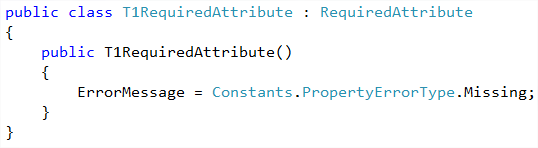 public class T1RequiredAttribute : RequiredAttribute
{
    public T1RequiredAttribute()
    {
        ErrorMessage = Constants.PropertyErrorType.Missing;
    }
}